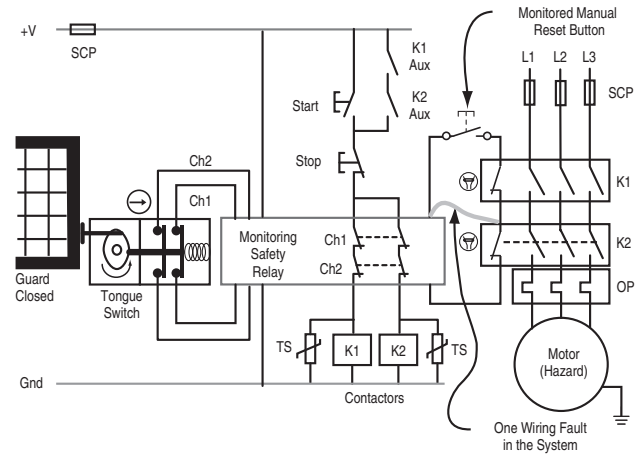 Monitored Manual
Reset Button
+V
SCP
K1
Aux
L1 L2 L3
SCP
Start
K2
Aux
Stop
Ch2
Ch1
K1
Monitoring
Safety
Relay
Ch1
Ch2
K2
Guard
Closed
Tongue
Switch
OP
TS
K1
K2
TS
Motor
(Hazard)
Gnd
Contactors
One Wiring Fault
in the System